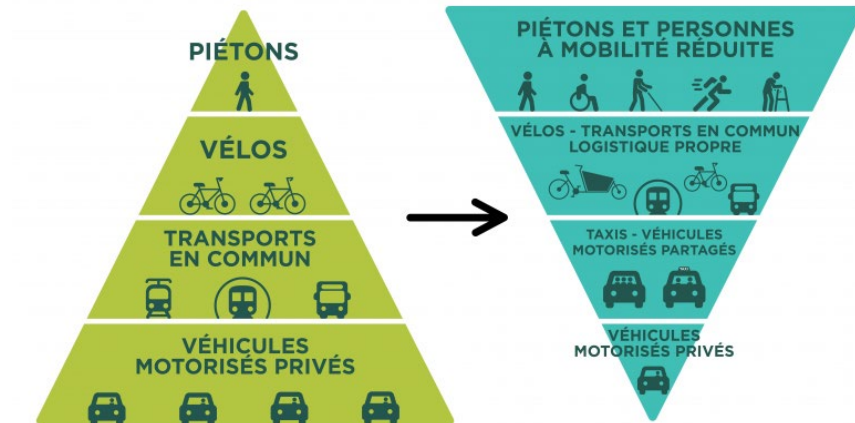 PIÉTONS
VÉLOS
TRANSPORTS
EN COMMUN
VÉHICULES
MOTORISÉS PRIVÉS
PIÉTONS ET PERSONNES
À MOBILITÉ RÉDUITE
VÉLOS - TRANSPORTS EN COMMUN
LOGISTIQUE PROPRE
TAXIS - VÉHICULES
MOTORISÉS PARTAGÉS
TAXI
VÉHICULES
MOTORISÉS PRIVÉS